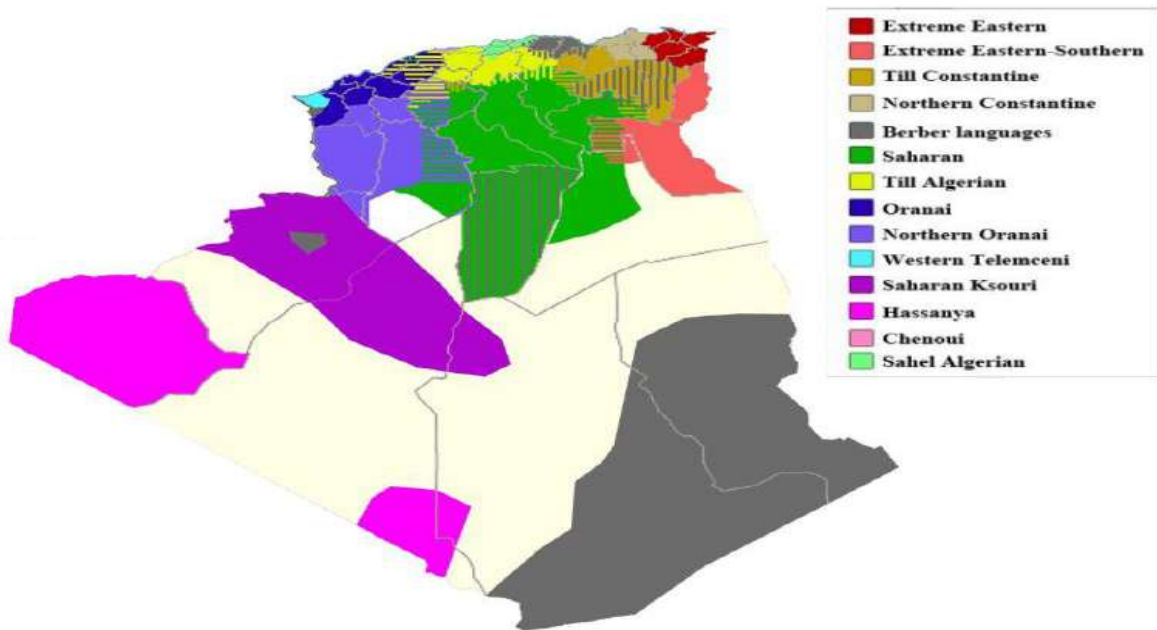 Extreme Eastern
Extreme Eastern-Southern
Till Constantine
Northern Constantine
Berber languages
Saharan
Till Algerian
Oranai
Northern Oranai
Western Telemceni
Saharan Ksouri
Hassanya
Chenoui
Sahel Algerian